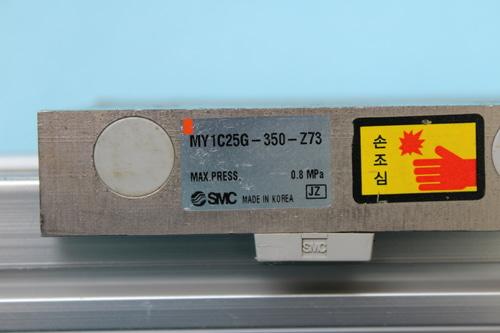 MY1C25G-350-Z73
MAX.PRESS. 0.8 MPa
SMC MADE IN KOREA JZ
손조심
SMC